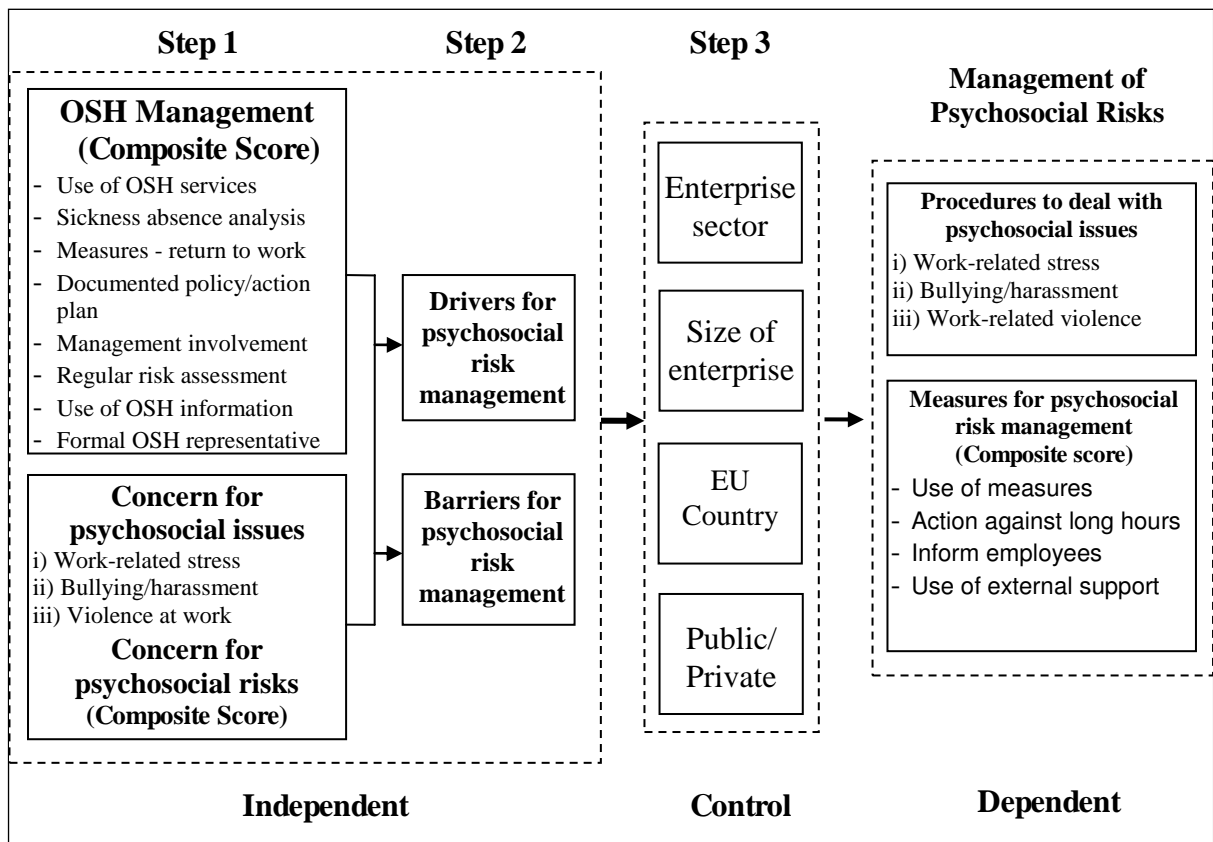 Step 1
Step 2
Step 3
Management of
Psychosocial Risks
OSH Management
(Composite Score)
- Use of OSH services
- Sickness absence analysis
- Measures - return to work
- Documented policy/action
plan
- Management involvement
- Regular risk assessment
- Use of OSH information
- Formal OSH representative
Concern for
psychosocial issues
i) Work-related stress
ii) Bullying/harassment
iii) Violence at work
Concern for
psychosocial risks
(Composite Score)
Drivers for
psychosocial
risk
management
Barriers for
psychosocial
risk
management
Enterprise
sector
Size of
enterprise
EU
Country
Public/
Private
Procedures to deal with
psychosocial issues
i) Work-related stress
ii) Bullying/harassment
iii) Work-related violence
Measures for psychosocial
risk management
(Composite score)
- Use of measures
- Action against long hours
- Inform employees
- Use of external support
Independent
Control
Dependent